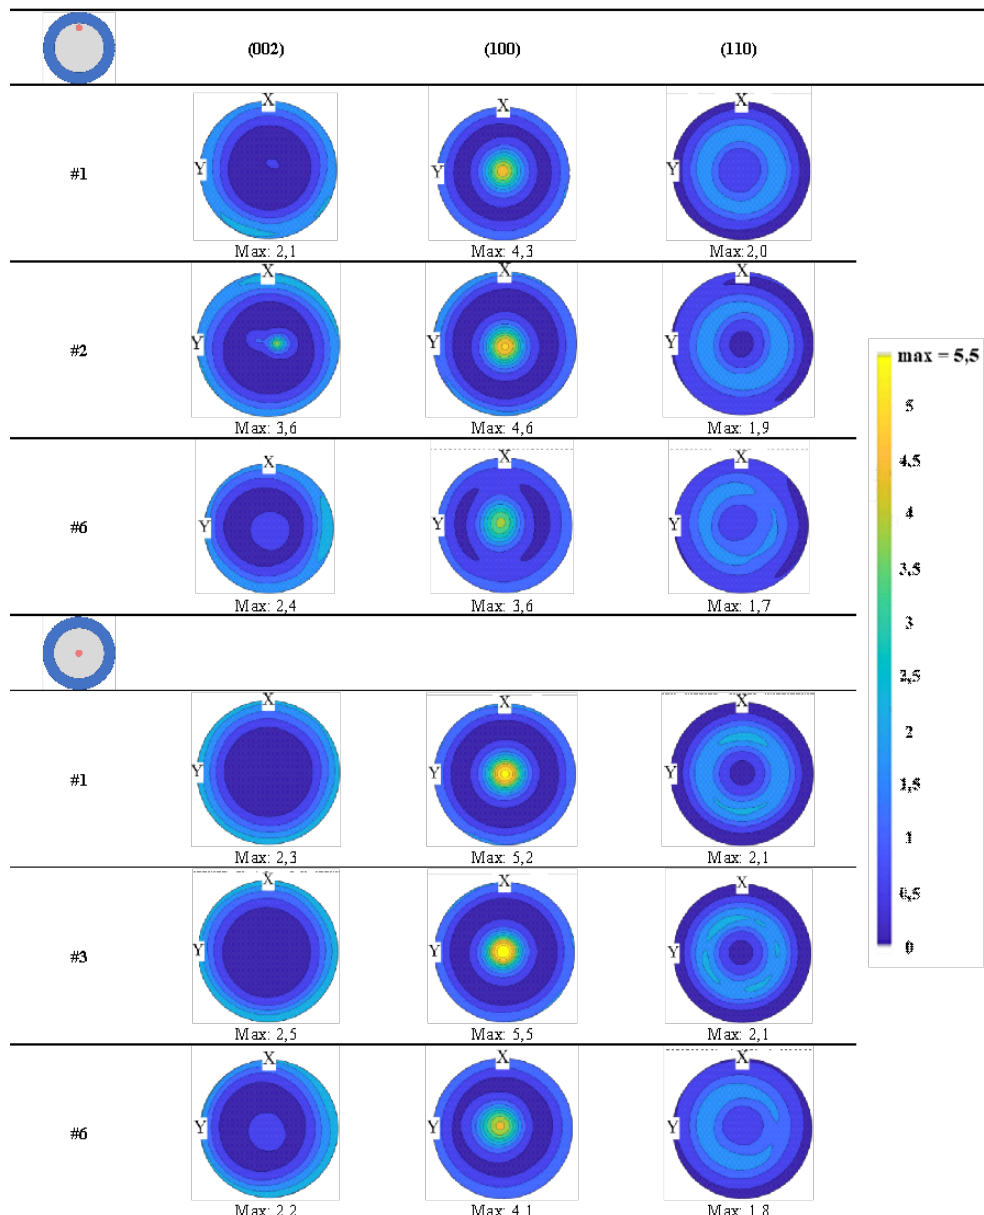 (002) (100) (110)
X X X
#1 Y Y Y
Max: 2,1 Max: 4,3 Max:2,0
X X X
#2 Y Y Y
Max: 3,6 Max: 4,6 Max: 1,9
X X X
#6 Y Y Y
Max: 2,4 Max: 3,6 Max: 1,7
X X X
#1 Y Y Y
Max: 2,3 Max: 5,2 Max: 2,1
X X X
#3 Y Y Y
Max: 2,5 Max: 5,5 Max: 2,1
X X X
#6 Y Y Y
Max: 2,2 Max: 4,1 Max: 1,8
max = 5,5
5
4,5
4
3,5
3
2,5
2
1,5
1
0,5
0